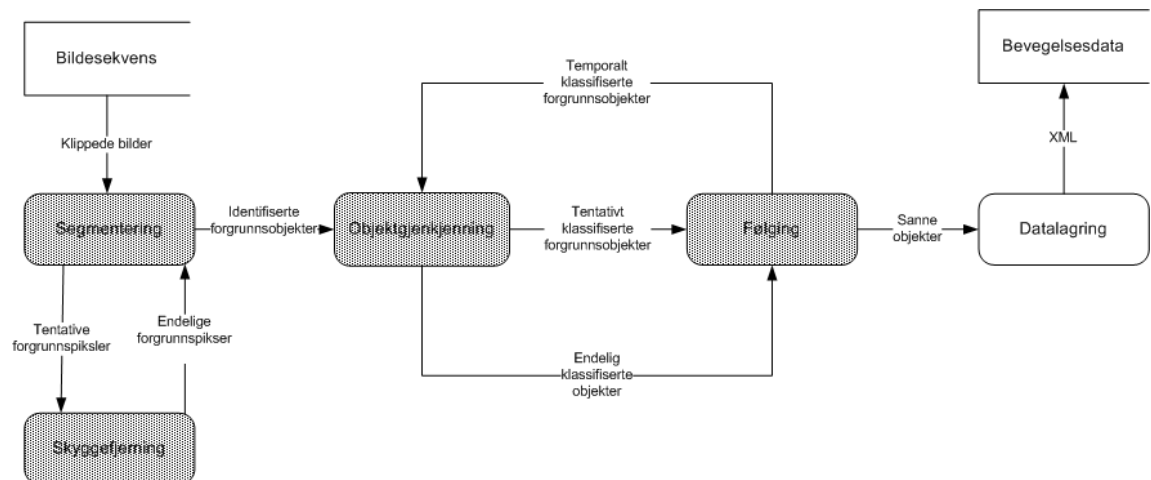 Bildesekvens
Bevegelsesdata
Temporalt
klassifiserte
forgrunnsobjekter
Klippede bilder
XML
Segmentering
Identifiserte
forgrunnsobjekter
Objektgjenkjenning
Tentativt
klassifiserte
forgrunnsobjekter
Følging
Sanne
objekter
Datalagring
Tentative
forgrunnspiksler
Endelige
forgrunnspikser
Endelig
klassifiserte
objekter
Skyggefjerning